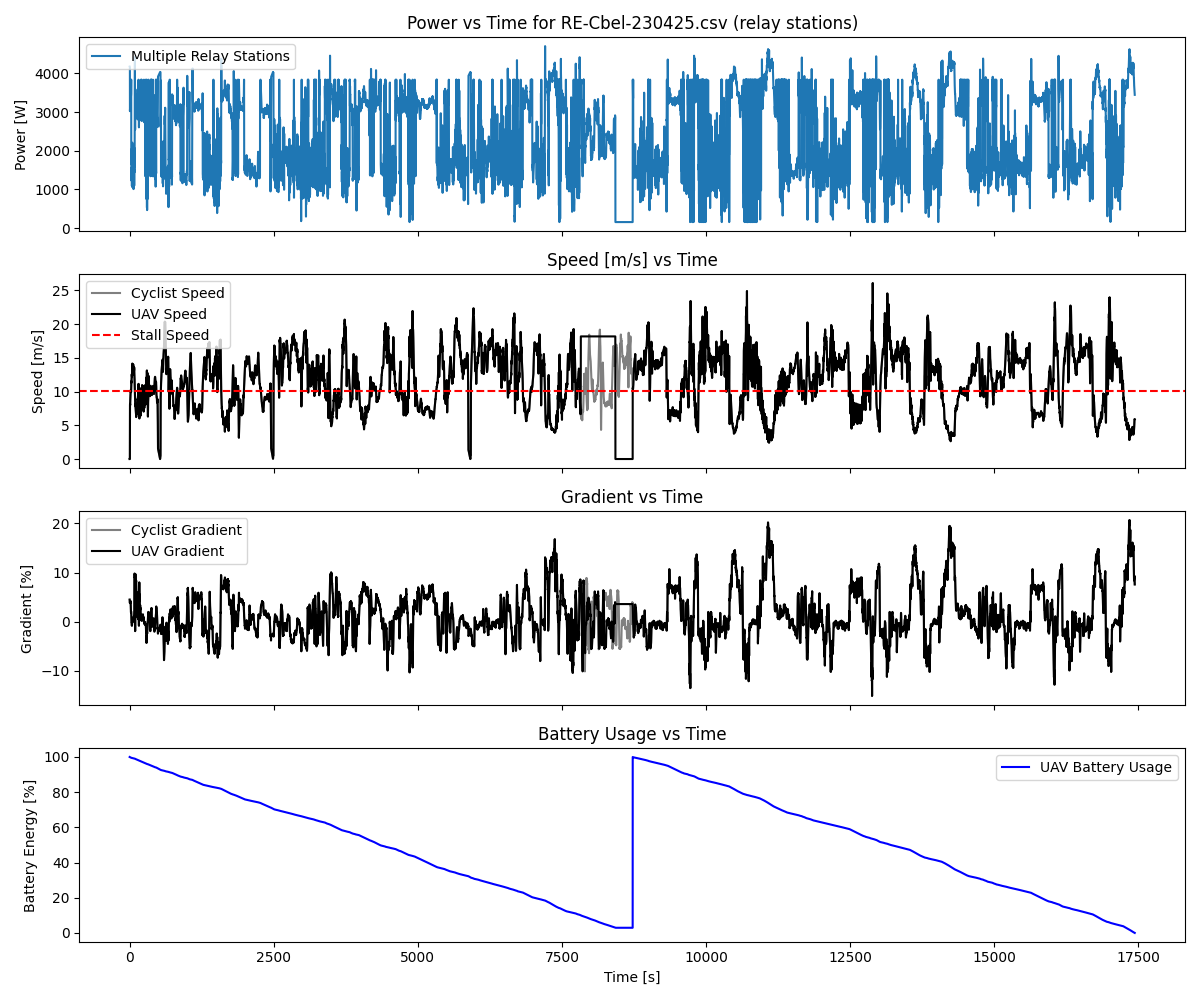 Power vs Time for RE-Cbel-230425.csv (relay stations)
Multiple Relay Stations
Power [W]
4000
3000
2000
1000
0
Speed [m/s] vs Time
Cyclist Speed
UAV Speed
Stall Speed
Speed [m/s]
25
20
15
10
5
0
Gradient vs Time
Cyclist Gradient
UAV Gradient
Gradient [%]
20
10
0
−10
Battery Usage vs Time
UAV Battery Usage
Battery Energy [%]
100
80
60
40
20
0
0 2500 5000 7500 10000 12500 15000 17500
Time [s]